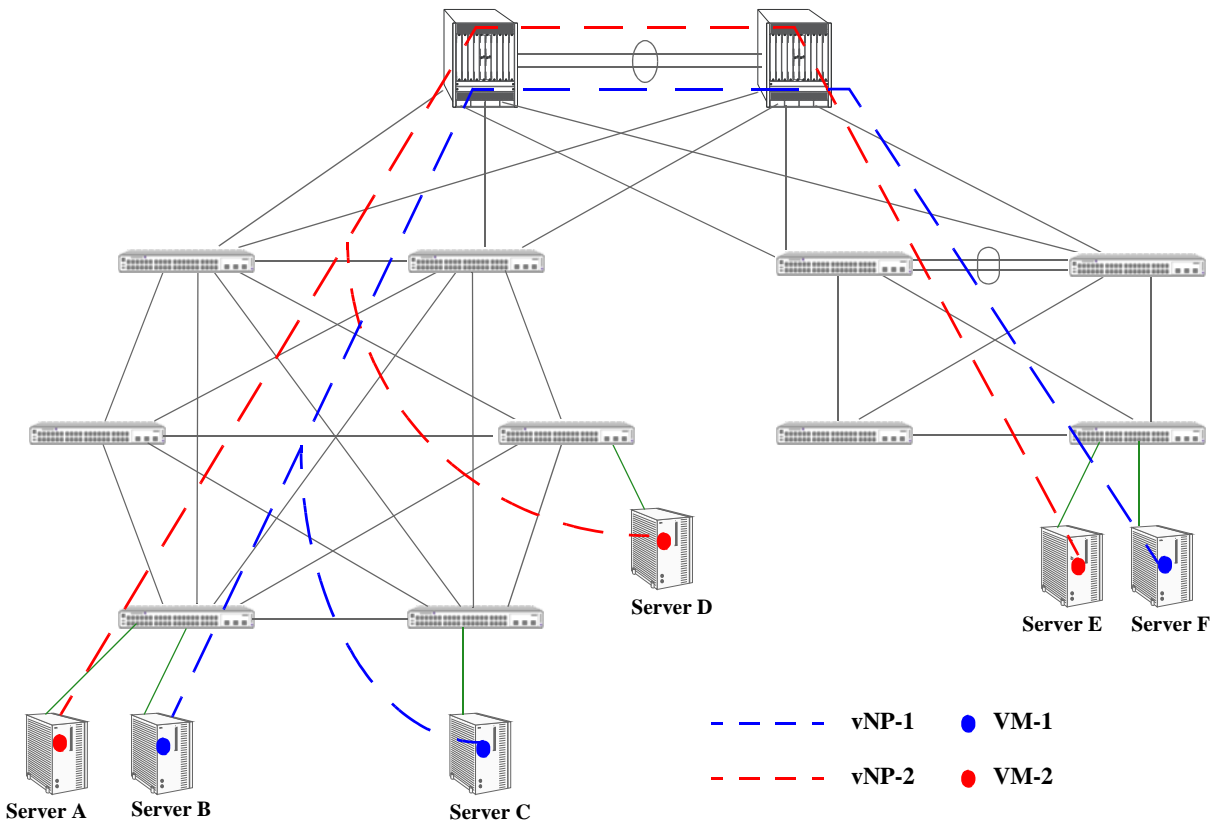 Server D
Server E
Server F
vNP-1
VM-1
vNP-2
VM-2
Server A
Server B
Server C